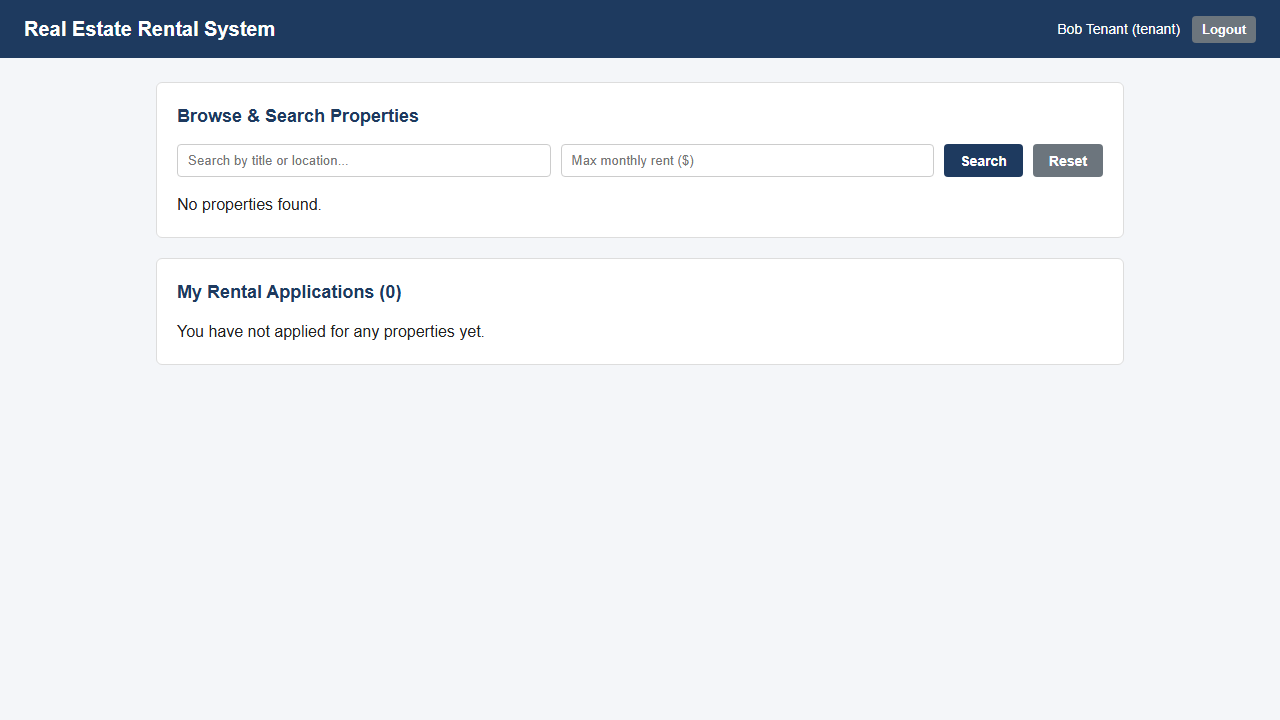 Real Estate Rental System
Bob Tenant (tenant)
Logout
Browse & Search Properties
Search by title or location...
Max monthly rent ($)
Search
Reset
No properties found.
My Rental Applications (0)
You have not applied for any properties yet.